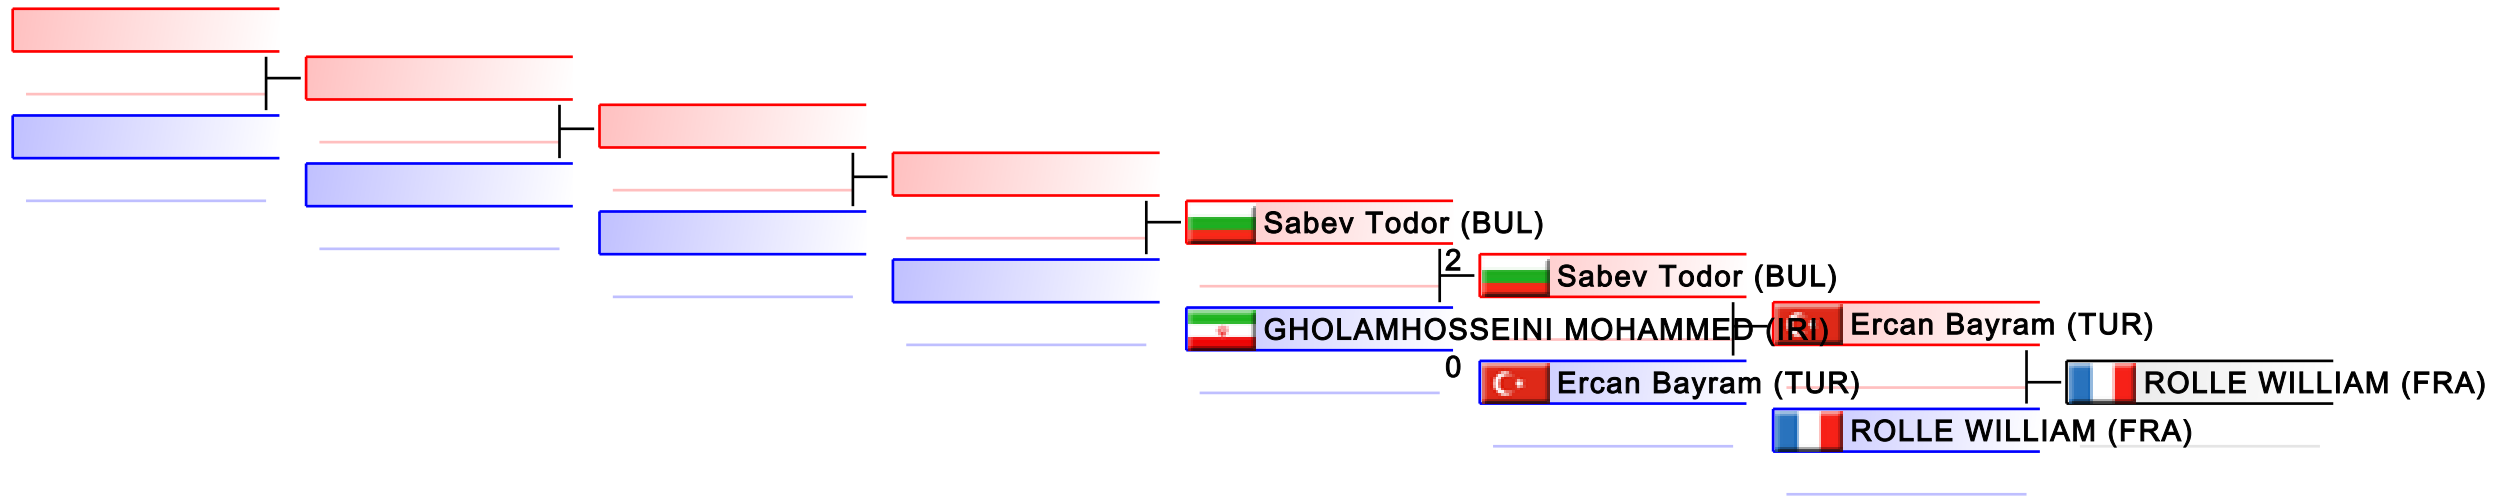 Sabev Todor (BUL)
2
Sabev Todor (BUL)
GHOLAMHOSSEINI MOHAMMED (IRI)
Ercan Bayram (TUR)
0
Ercan Bayram (TUR)
ROLLE WILLIAM (FRA)
ROLLE WILLIAM (FRA)